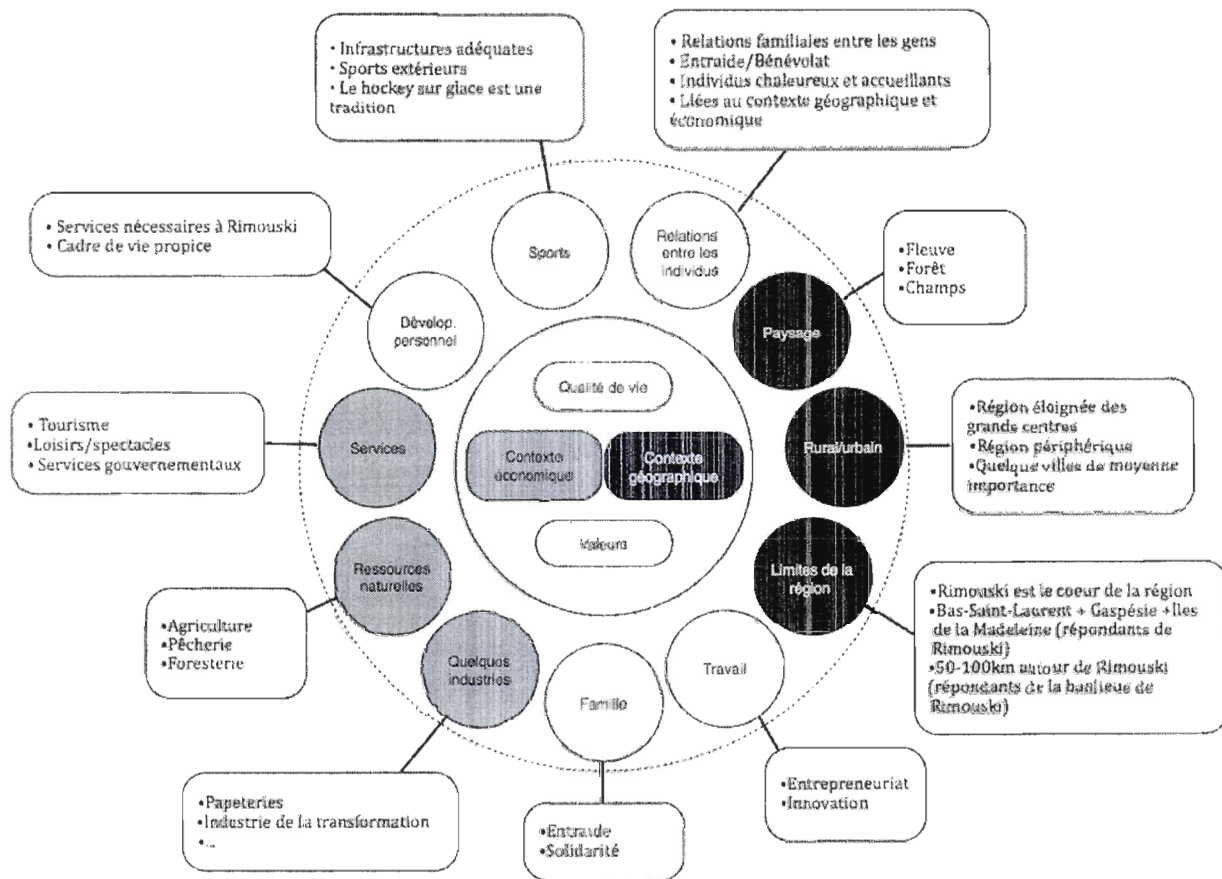 • Infrastructures adéquates
• Sports extérieurs
• Le hockey sur glace est une
tradition
• Relations familiales entre les gens
• Entraide/Bénévolat
• Individus chaleureux et accueillants
• Liées au contexte géographique et
économique
• Services nécessaires à Rimouski
• Cadre de vie propice
Sports
Relations
entre les
individus
• Fleuve
• Forêt
• Champs
Dévelop.
personnel
Paysage
Qualité de vie
• Tourisme
•Loisirs/spectacles
• Services gouvernementaux
Services
Contexte
économique
Contexte
géographique
Rural/urbain
•Région éloignée des
grands centres
•Région périphérique
•Quelque villes de moyenne
importance
Valeurs
Ressources
naturelles
Limites de la
région
•Agriculture
•Pêcherie
•Foresterie
•Rimouski est le coeur de la région
•Bas-Saint-Laurent + Gaspésie +Iles
de la Madeleine (répondants de
Rimouski)
•50-100km autour de Rimouski
(répondants de la banlieue de
Rimouski)
Quelques
industries
Famille
Travail
•Papeteries
•Industrie de la transformation
•...
•Entraide
•Solidarité
•Entrepreneuriat
•Innovation